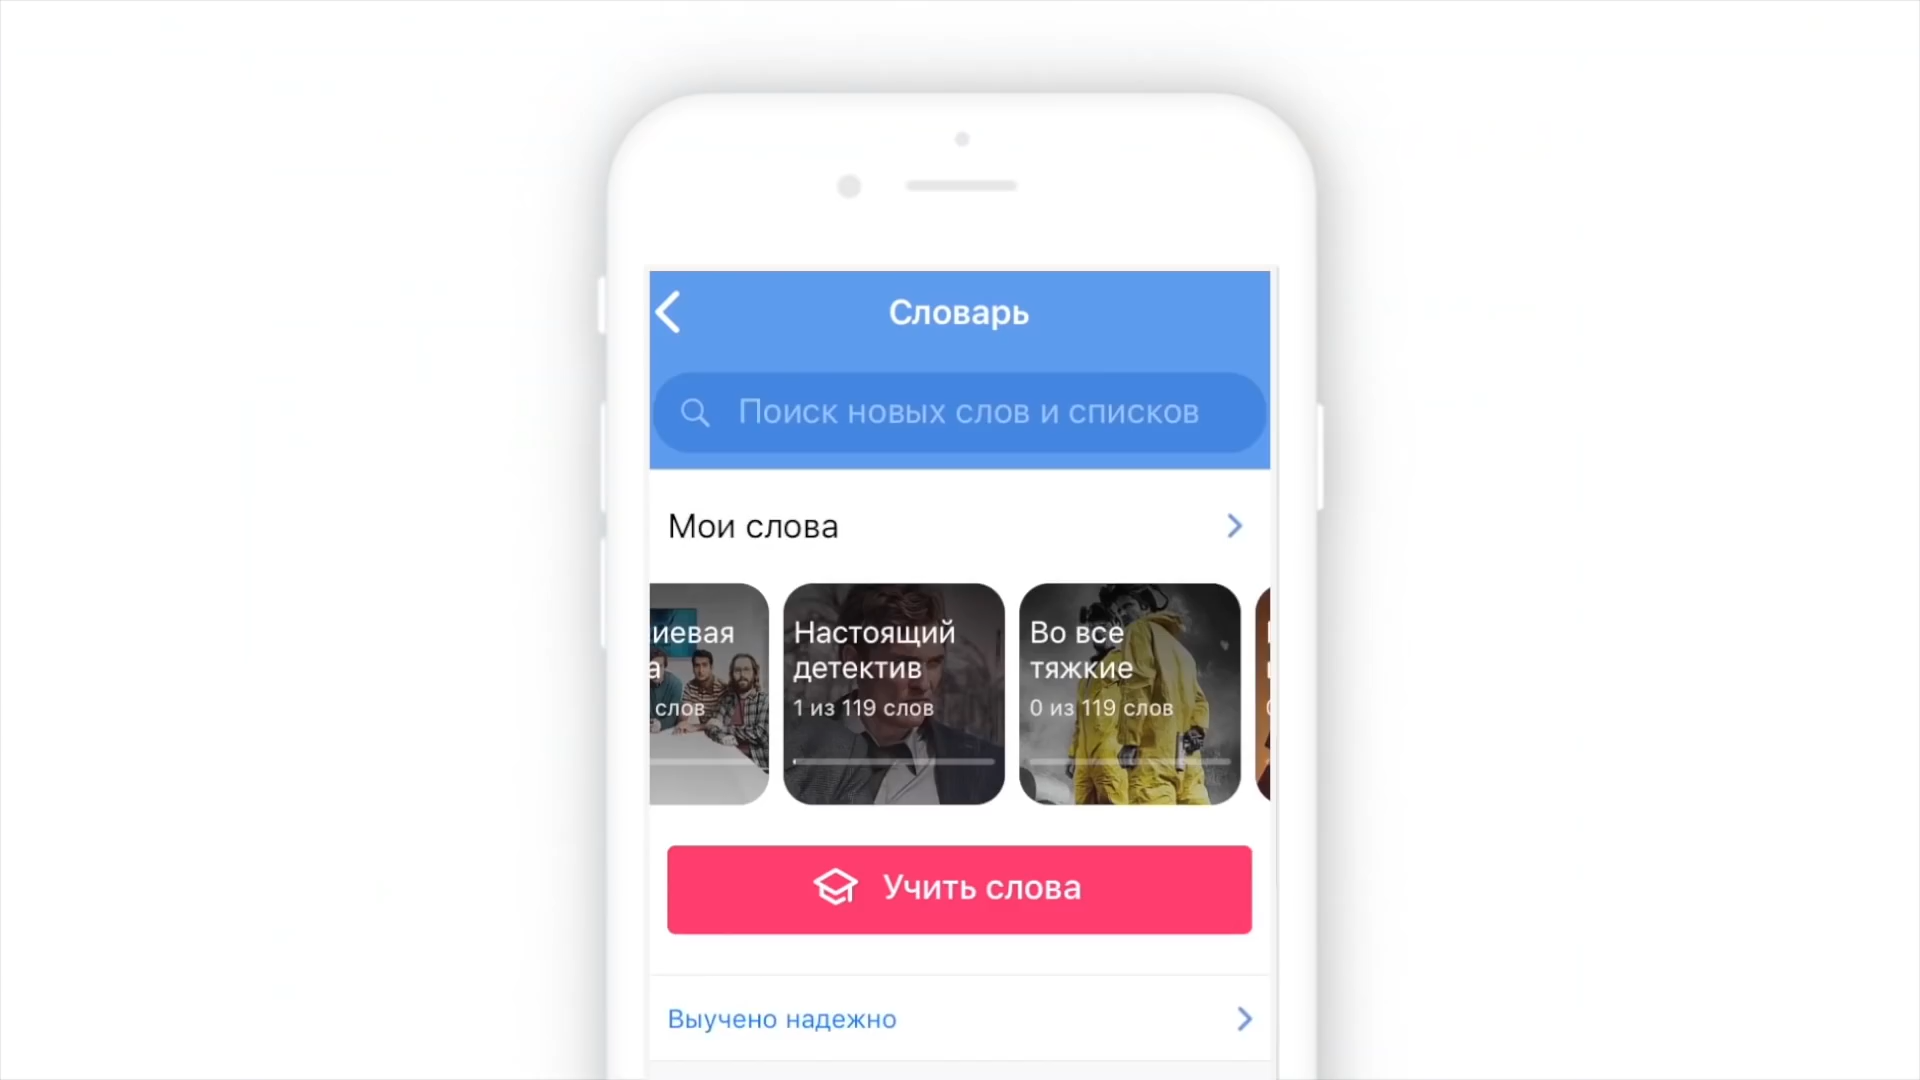 Словарь
Поиск новых слов и списков
Мои слова
иевая
а
слов
Настоящий
детектив
1 из 119 слов
Во все
тяжкие
0 из 119 слов
Учить слова
Выучено надежно